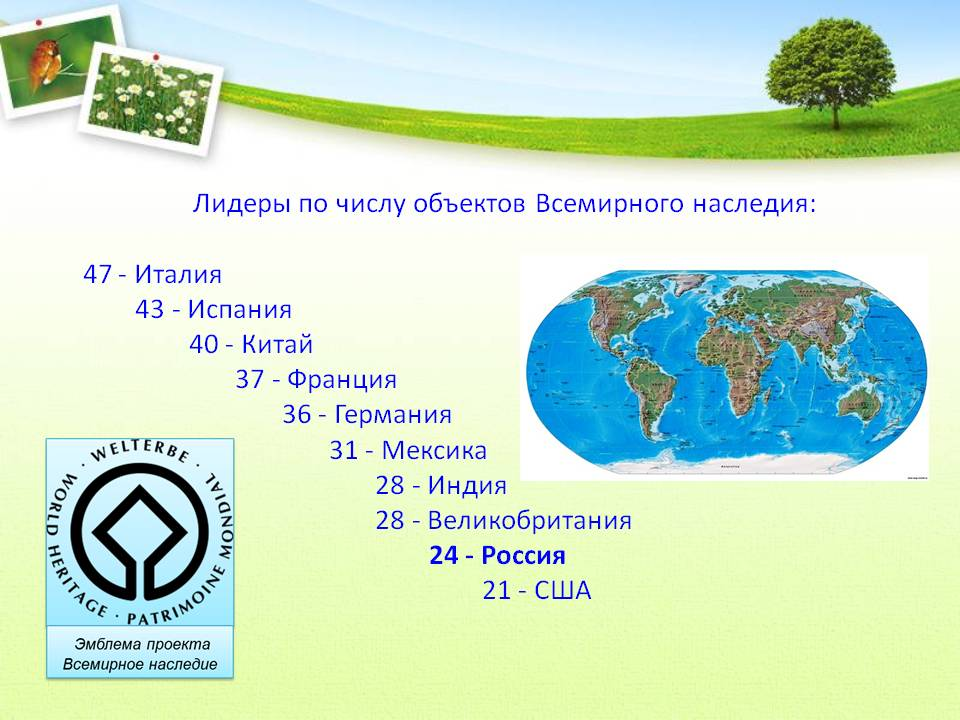 Лидеры по числу объектов Всемирного наследия:
47 - Италия
43 - Испания
40 - Китай
37 - Франция
36 - Германия
31 - Мексика
28 - Индия
28 - Великобритания
24 - Россия
21 - США
· WELTERBE · WORLD HERITAGE · PATRIMOINE MONDIAL
Эмблема проекта
Всемирное наследие